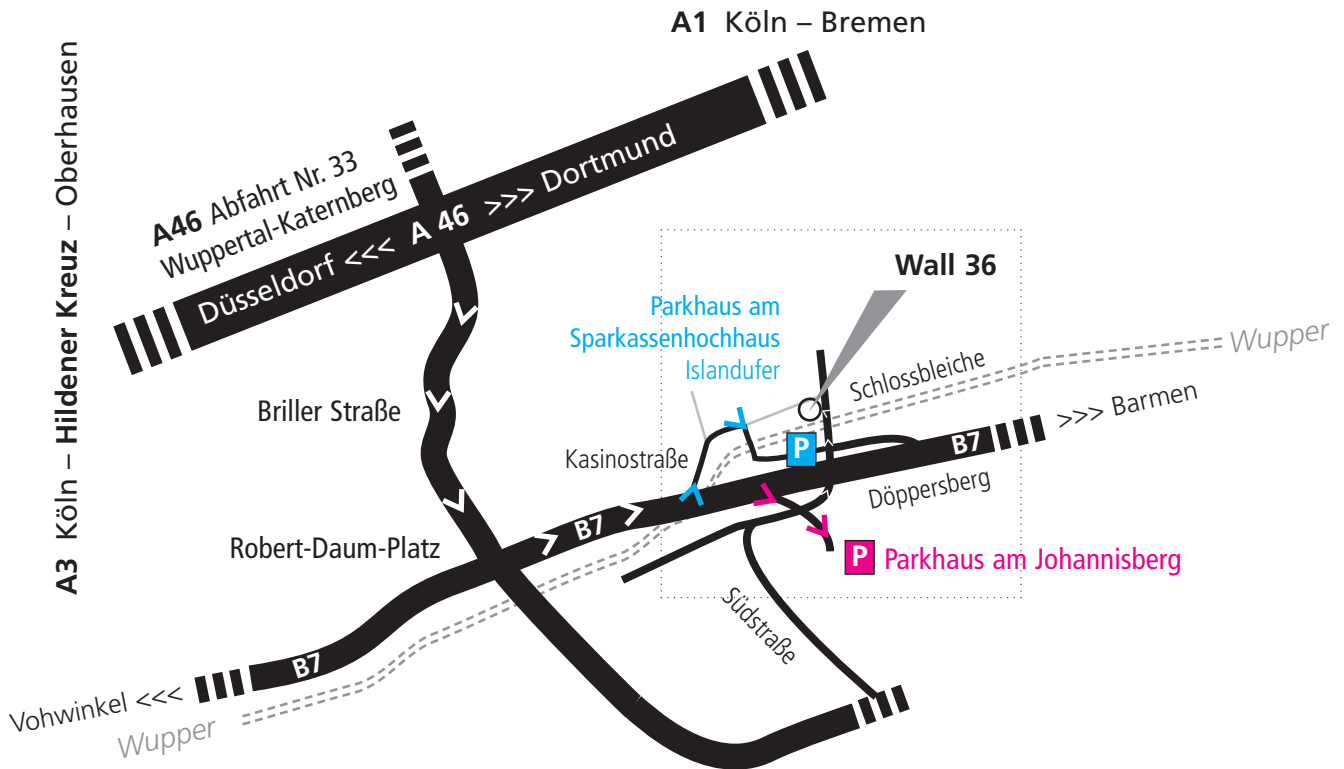 A1 Köln – Bremen
A3 Köln – Hildener Kreuz – Oberhausen
A46 Abfahrt Nr. 33
Wuppertal-Katernberg
Düsseldorf <<< A 46 >>> Dortmund
Wall 36
Parkhaus am
Sparkassenhochhaus
Islandufer
Wupper
Schlossbleiche
>>> Barmen
Briller Straße
Kasinostraße
P
B7
Döppersberg
B7
Robert-Daum-Platz
P Parkhaus am Johannisberg
Südstraße
B7
Vohwinkel <<<
Wupper